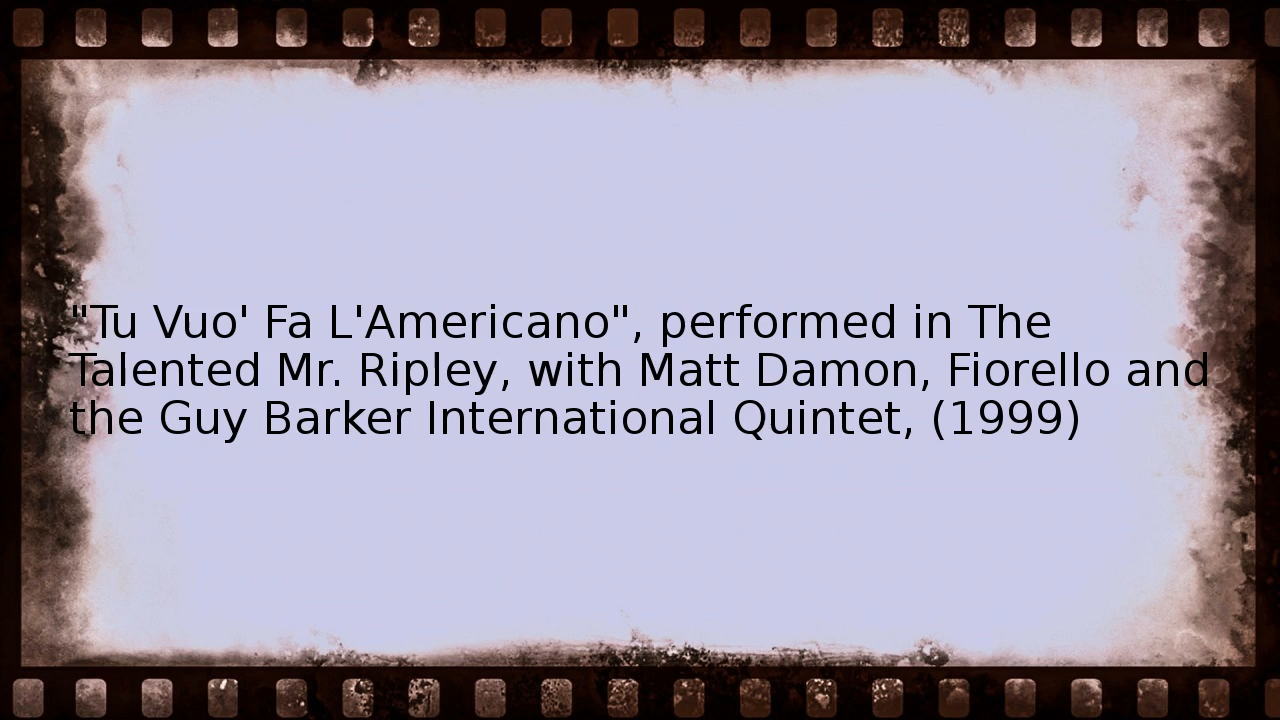 "Tu Vuo' Fa L'Americano", performed in The
Talented Mr. Ripley, with Matt Damon, Fiorello and
the Guy Barker International Quintet, (1999)